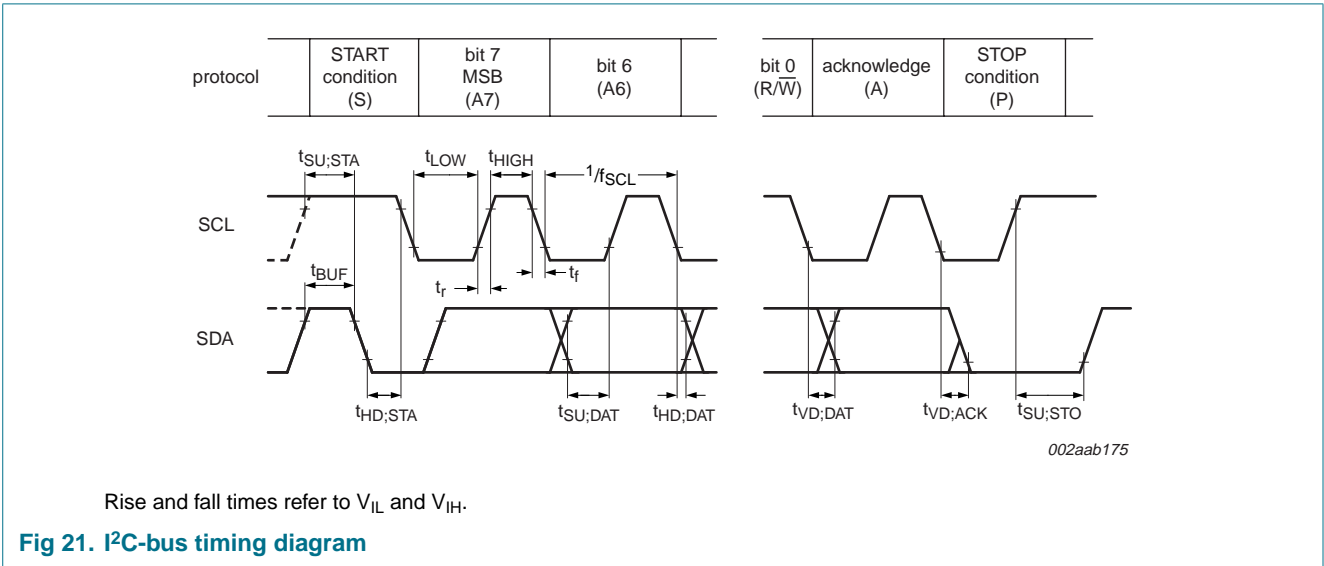 protocol
START
condition
(S)
bit 7
MSB
(A7)
bit 6
(A6)
bit 0
(R/W̅)
acknowledge
(A)
STOP
condition
(P)
tSU;STA
tLOW
tHIGH
1/fSCL
SCL
tBUF
tr
tf
SDA
tHD;STA
tSU;DAT
tHD;DAT
tVD;DAT
tVD;ACK
tSU;STO
002aab175
Rise and fall times refer to VIL and VIH.
Fig 21. I²C-bus timing diagram